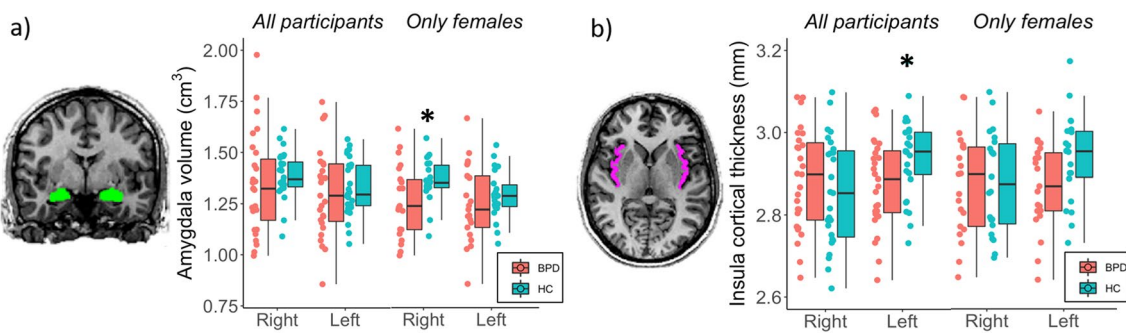 a)
All participants
Only females
Amygdala volume (cm³)
2.00
1.75
1.50
1.25
1.00
0.75
*
BPD
HC
Right
Left
Right
Left
b)
All participants
Only females
Insula cortical thickness (mm)
3.2
3.0
2.8
2.6
*
BPD
HC
Right
Left
Right
Left